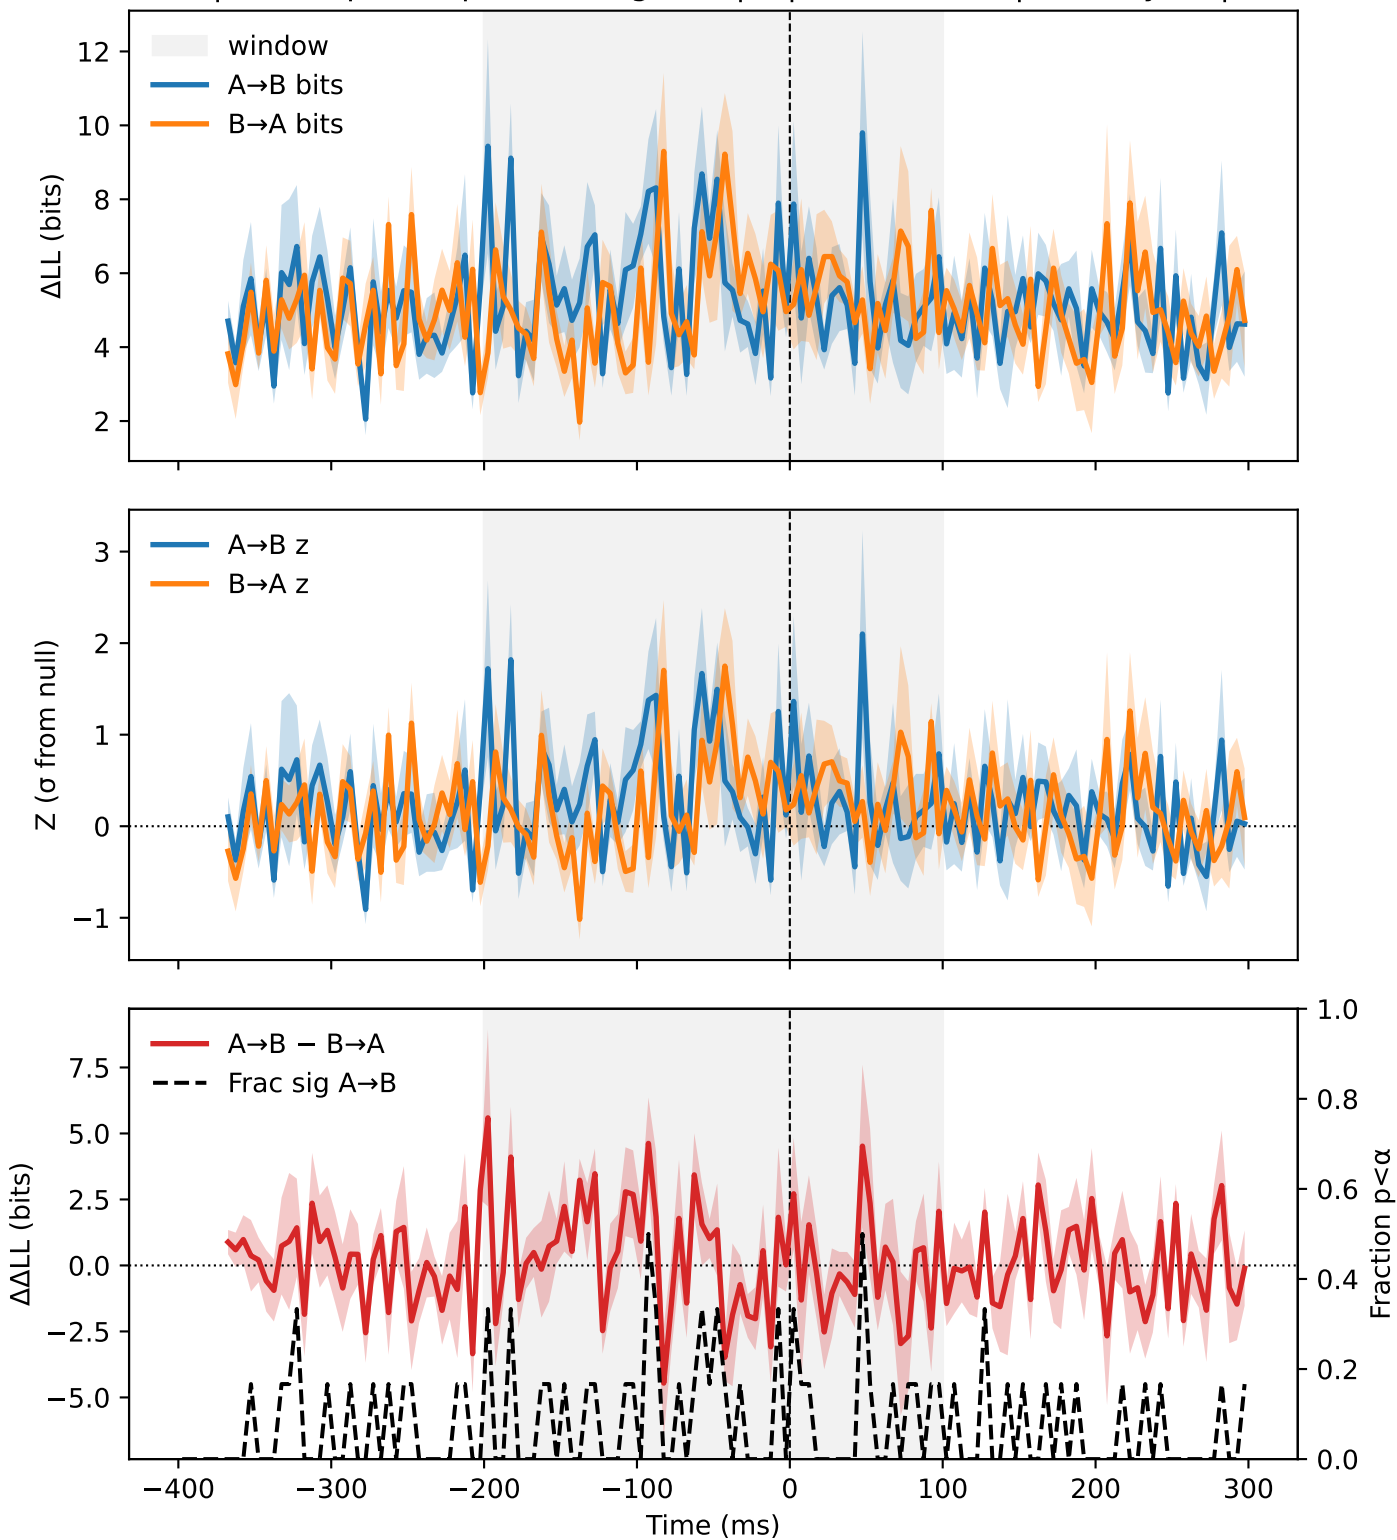 12
10
8
6
4
2
ΔLL (bits)
window
A→B bits
B→A bits
3
2
1
0
−1
Z (σ from null)
A→B z
B→A z
7.5
5.0
2.5
0.0
−2.5
−5.0
ΔΔLL (bits)
A→B − B→A
Frac sig A→B
1.0
0.8
0.6
0.4
0.2
0.0
Fraction p<α
−400 −300 −200 −100 0 100 200 300
Time (ms)